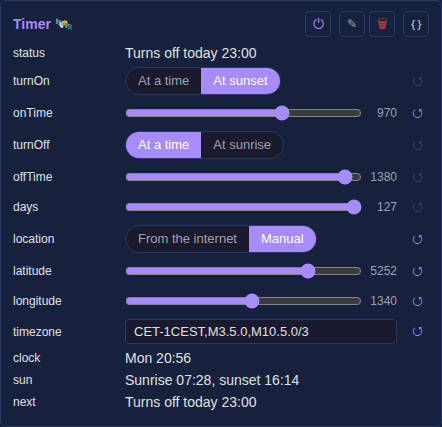 Timer
status Turns off today 23:00
turnOn At a time At sunset
onTime 970
turnOff At a time At sunrise
offTime 1380
days 127
location From the internet Manual
latitude 5252
longitude 1340
timezone CET-1CEST,M3.5.0,M10.5.0/3
clock Mon 20:56
sun Sunrise 07:28, sunset 16:14
next Turns off today 23:00